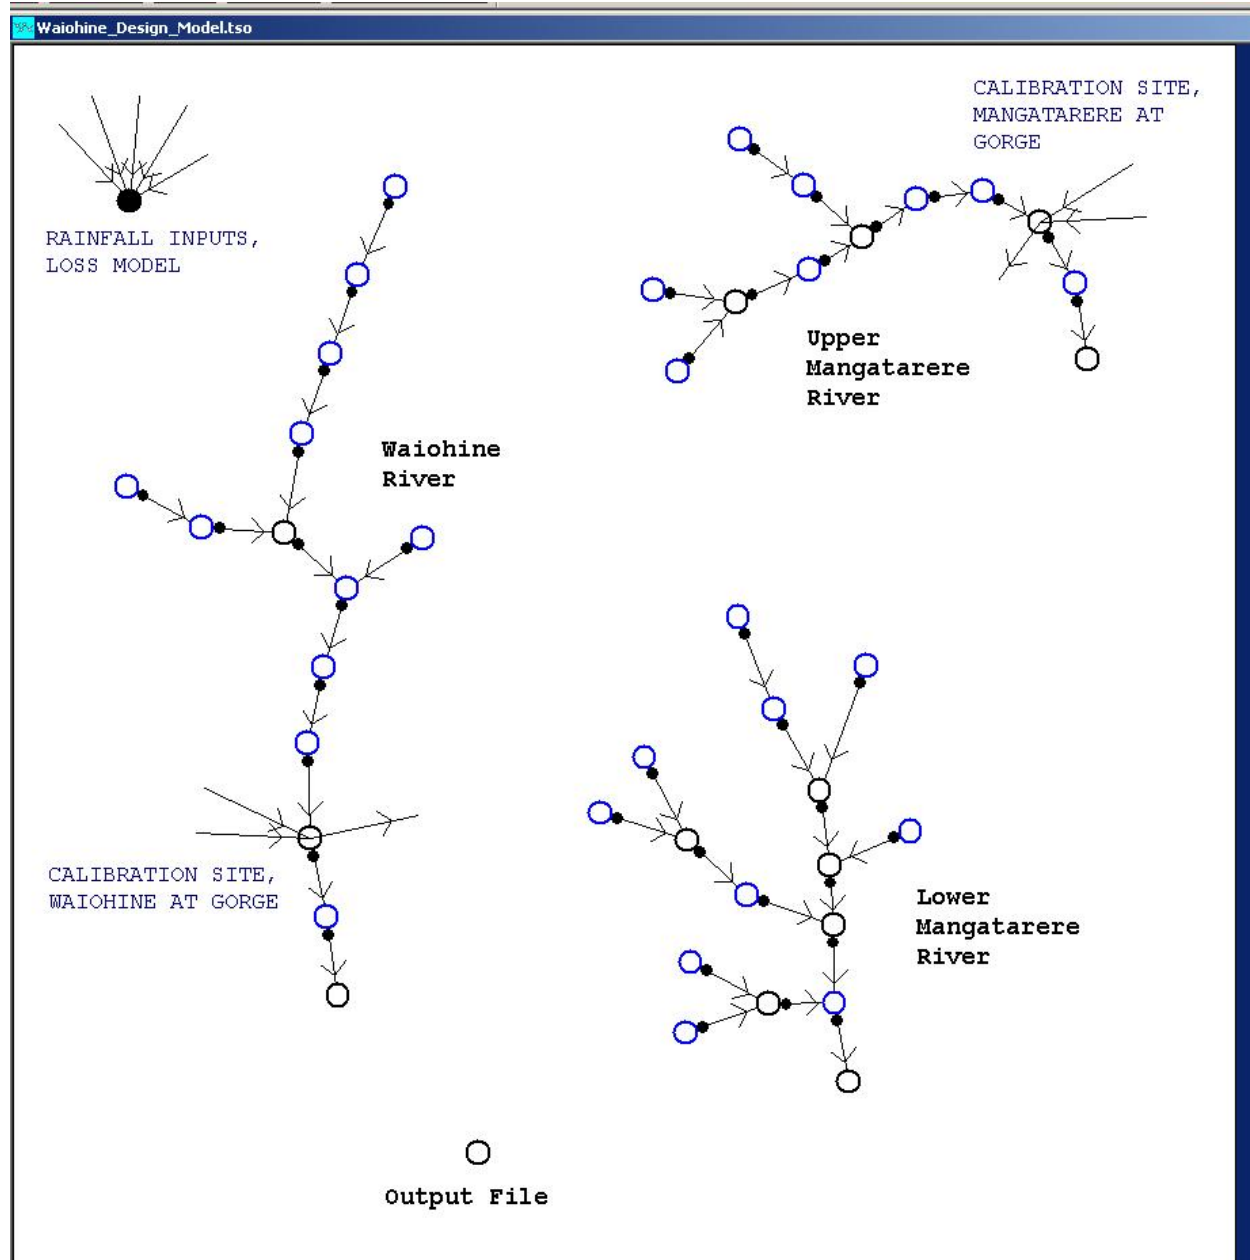 Waiohine_Design_Model.tso
CALIBRATION SITE,
MANGATARERE AT
GORGE
RAINFALL INPUTS,
LOSS MODEL
Upper
Mangatarere
River
Waiohine
River
CALIBRATION SITE,
WAIOHINE AT GORGE
Lower
Mangatarere
River
Output File